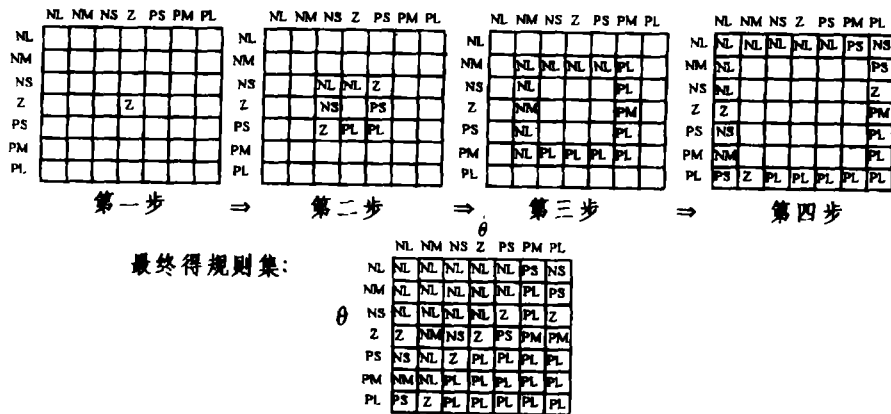 NL NM NS Z PS PM PL
NL
NM
NS
Z Z
PS
PM
PL
第一步
⇒
NL NM NS Z PS PM PL
NL
NM
NS NL NL Z
Z NS PS
PS Z PL PL
PM
PL
第二步
⇒
NL NM NS Z PS PM PL
NL
NM NL NL NL NL PL
NS NL PL
Z NM PM
PS NL PL
PM NL PL PL PL PL
PL
第三步
⇒
NL NM NS Z PS PM PL
NL NL NL NL NL NL PS NS
NM NL PS
NS NL Z
Z Z PM
PS NS PL
PM NM PL
PL PS Z PL PL PL PL PL
第四步
最终得规则集:
θ̇
NL NM NS Z PS PM PL
NL NL NL NL NL NL PS NS
NM NL NL NL NL NL PL PS
θ NS NL NL NL NL Z PL Z
Z Z NM NS Z PS PM PM
PS NS NL Z PL PL PL PL
PM NM NL PL PL PL PL PL
PL PS Z PL PL PL PL PL